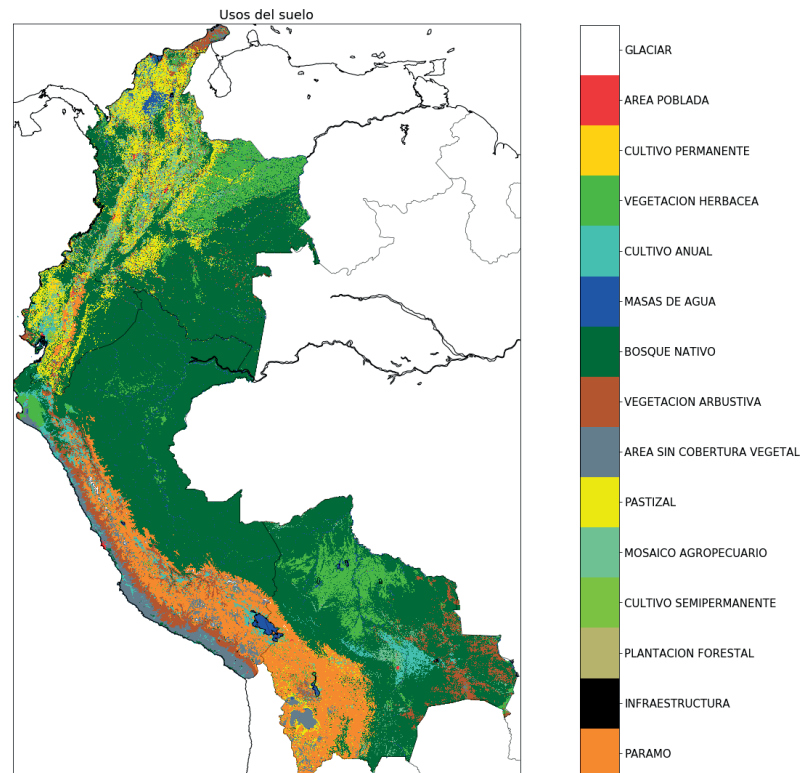 Usos del suelo
GLACIAR
AREA POBLADA
CULTIVO PERMANENTE
VEGETACION HERBACEA
CULTIVO ANUAL
MASAS DE AGUA
BOSQUE NATIVO
VEGETACION ARBUSTIVA
AREA SIN COBERTURA VEGETAL
PASTIZAL
MOSAICO AGROPECUARIO
CULTIVO SEMIPERMANENTE
PLANTACION FORESTAL
INFRAESTRUCTURA
PARAMO